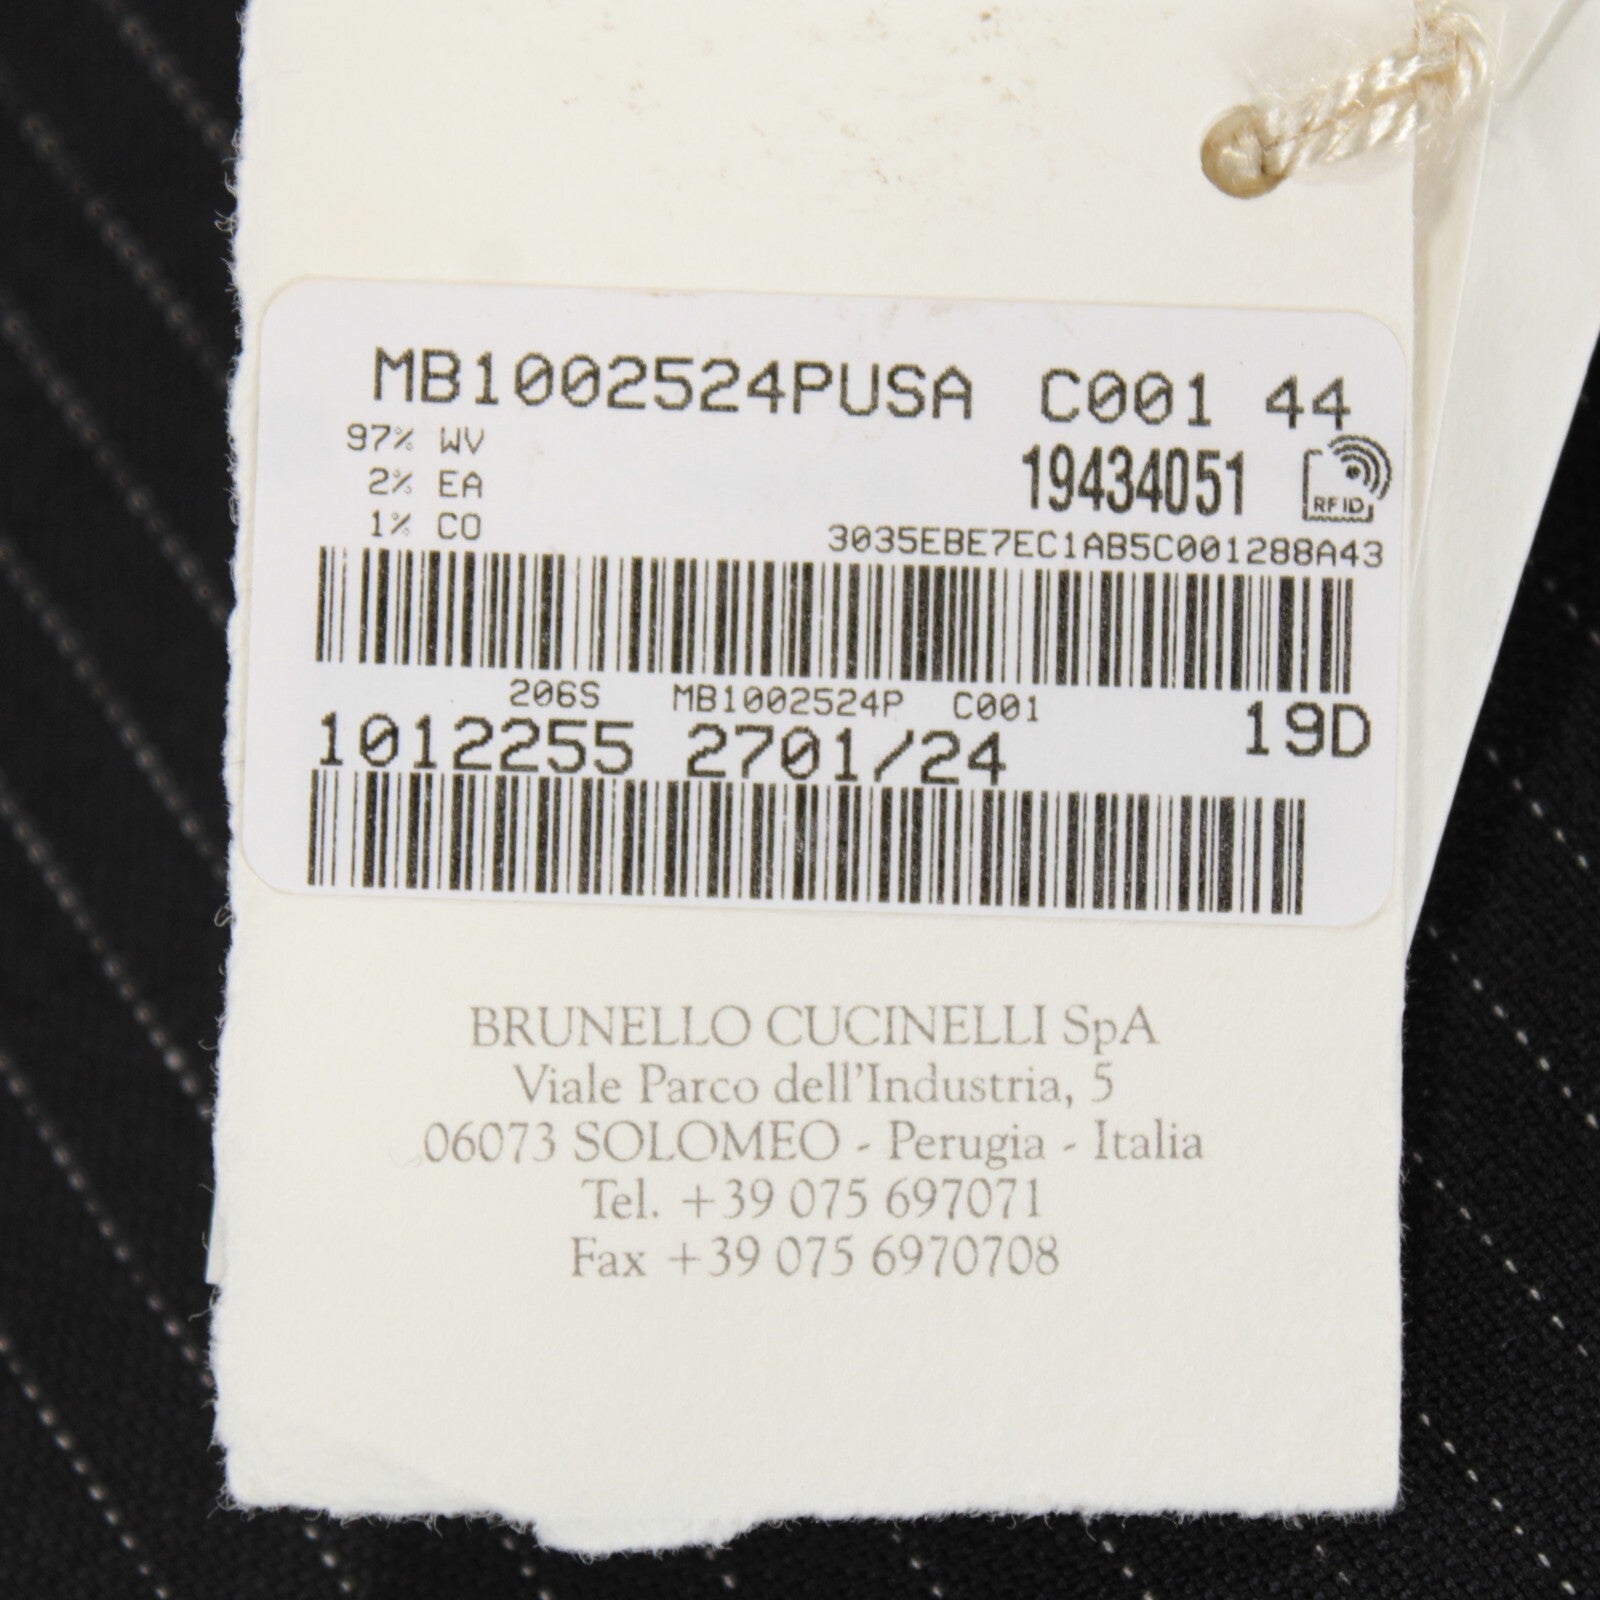 MB1002524PUSA C001 44
97% WV
2% EA
1% CO
19434051
RFID
3035EBE7EC1AB5C001288A43
206S MB1002524P C001
1012255 2701/24 19D
BRUNELLO CUCINELLI SpA
Viale Parco dell'Industria, 5
06073 SOLOMEO - Perugia - Italia
Tel. +39 075 697071
Fax +39 075 6970708